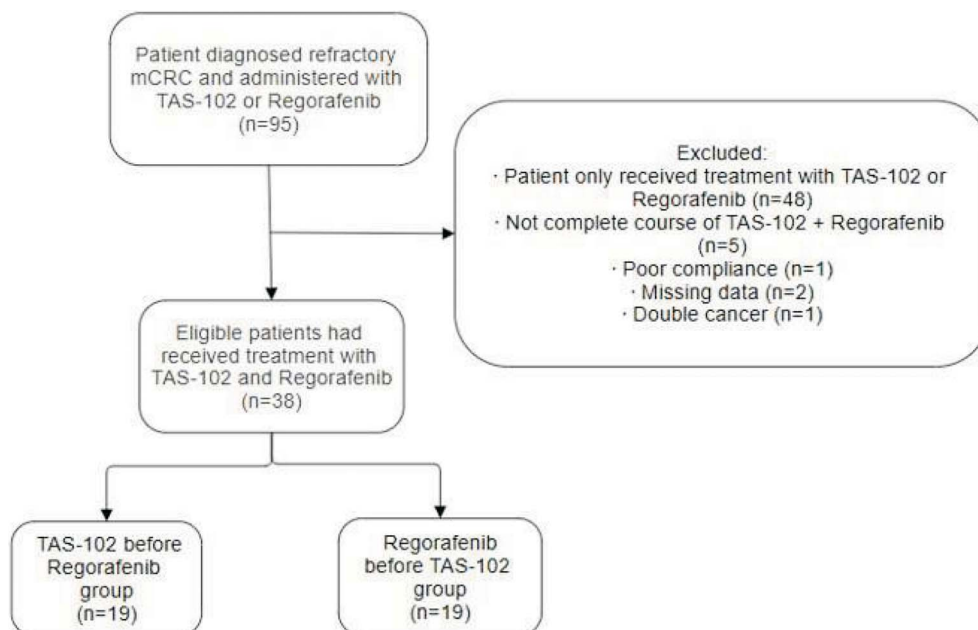 Patient diagnosed refractory
mCRC and administered with
TAS-102 or Regorafenib
(n=95)
Excluded:
· Patient only received treatment with TAS-102 or
Regorafenib (n=48)
· Not complete course of TAS-102 + Regorafenib
(n=5)
· Poor compliance (n=1)
· Missing data (n=2)
· Double cancer (n=1)
Eligible patients had
received treatment with
TAS-102 and Regorafenib
(n=38)
TAS-102 before
Regorafenib
group
(n=19)
Regorafenib
before TAS-102
group
(n=19)